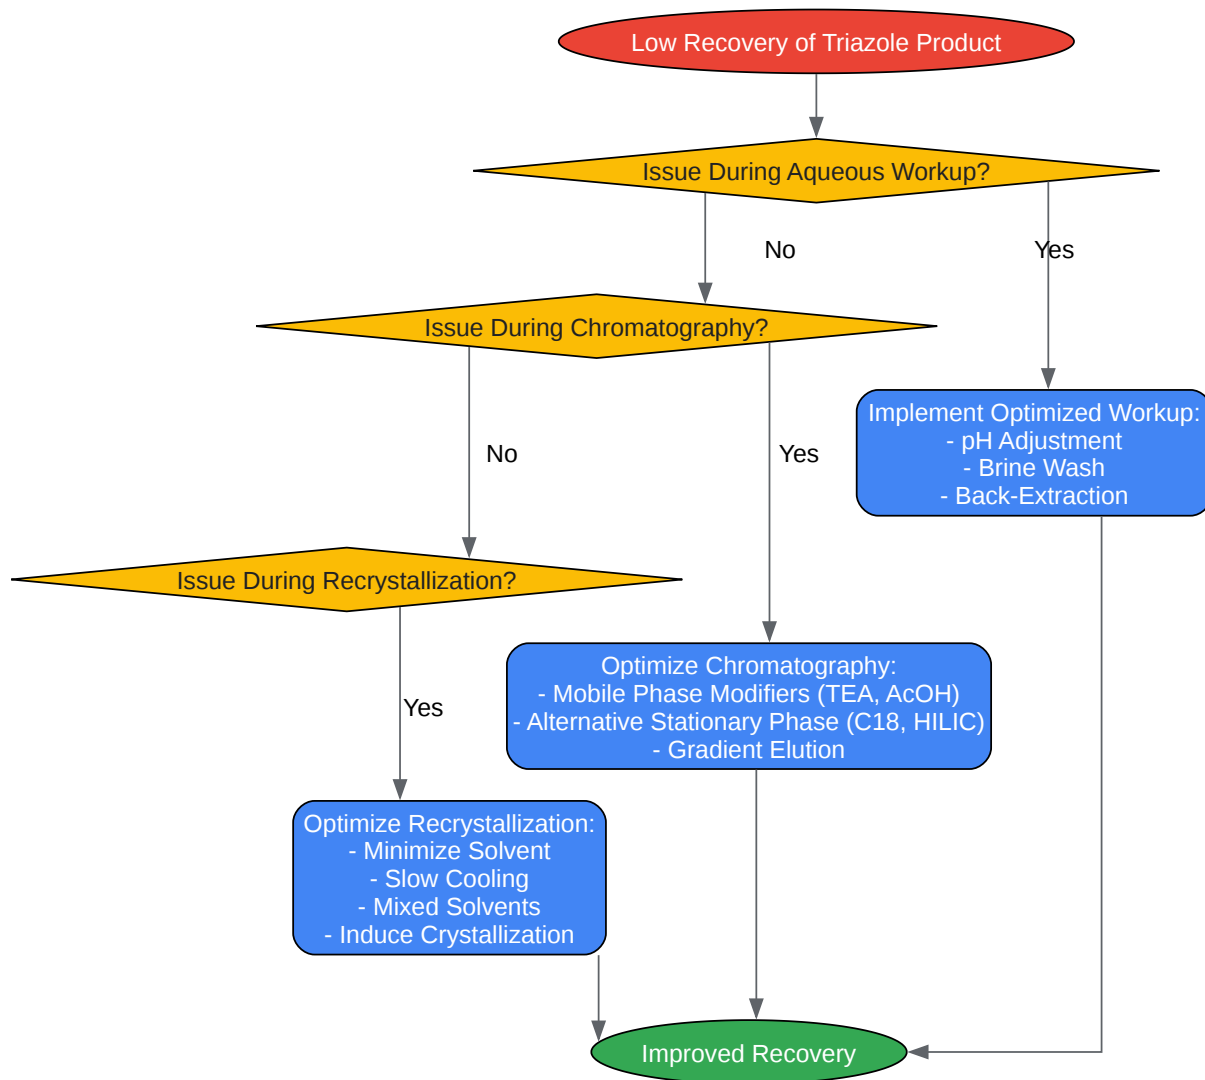 Low Recovery of Triazole Product
Issue During Aqueous Workup?
No
Yes
Issue During Chromatography?
Implement Optimized Workup:
- pH Adjustment
- Brine Wash
- Back-Extraction
No
Yes
Issue During Recrystallization?
Optimize Chromatography:
- Mobile Phase Modifiers (TEA, AcOH)
- Alternative Stationary Phase (C18, HILIC)
- Gradient Elution
Yes
Optimize Recrystallization:
- Minimize Solvent
- Slow Cooling
- Mixed Solvents
- Induce Crystallization
Improved Recovery